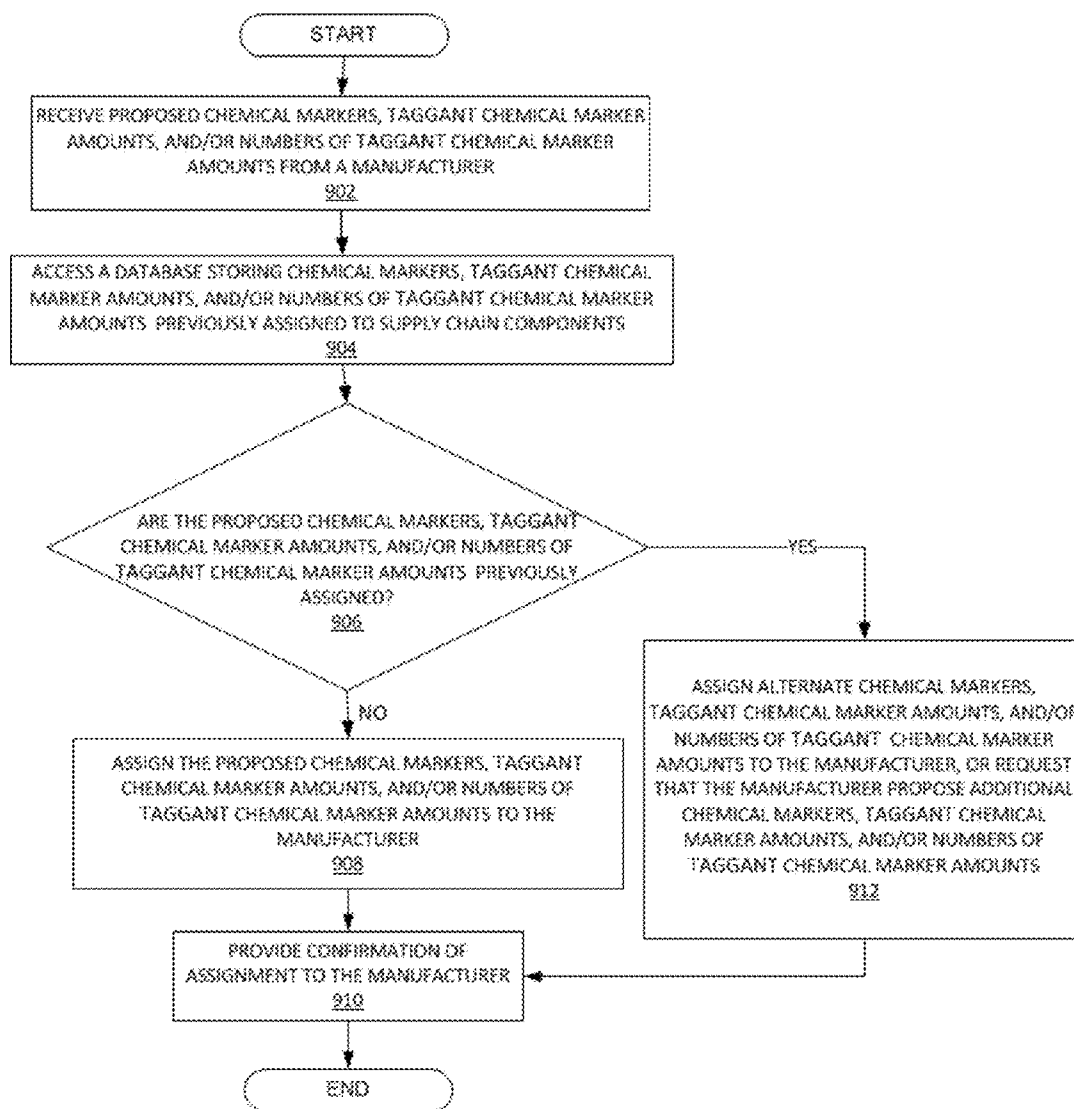 START
RECEIVE PROPOSED CHEMICAL MARKERS, TAGGANT CHEMICAL MARKER
AMOUNTS, AND/OR NUMBERS OF TAGGANT CHEMICAL MARKER
AMOUNTS FROM A MANUFACTURER
902
ACCESS A DATABASE STORING CHEMICAL MARKERS, TAGGANT CHEMICAL
MARKER AMOUNTS, AND/OR NUMBERS OF TAGGANT CHEMICAL MARKER
AMOUNTS PREVIOUSLY ASSIGNED TO SUPPLY CHAIN COMPONENTS
904
ARE THE PROPOSED CHEMICAL MARKERS, TAGGANT
CHEMICAL MARKER AMOUNTS, AND/OR NUMBERS OF
TAGGANT CHEMICAL MARKER AMOUNTS PREVIOUSLY
ASSIGNED?
906
YES
NO
ASSIGN THE PROPOSED CHEMICAL MARKERS, TAGGANT
CHEMICAL MARKER AMOUNTS, AND/OR NUMBERS OF
TAGGANT CHEMICAL MARKER AMOUNTS TO THE
MANUFACTURER
908
ASSIGN ALTERNATE CHEMICAL MARKERS,
TAGGANT CHEMICAL MARKER AMOUNTS, AND/OR
NUMBERS OF TAGGANT CHEMICAL MARKER
AMOUNTS TO THE MANUFACTURER, OR REQUEST
THAT THE MANUFACTURER PROPOSE ADDITIONAL
CHEMICAL MARKERS, TAGGANT CHEMICAL
MARKER AMOUNTS, AND/OR NUMBERS OF
TAGGANT CHEMICAL MARKER AMOUNTS
912
PROVIDE CONFIRMATION OF
ASSIGNMENT TO THE MANUFACTURER
910
END